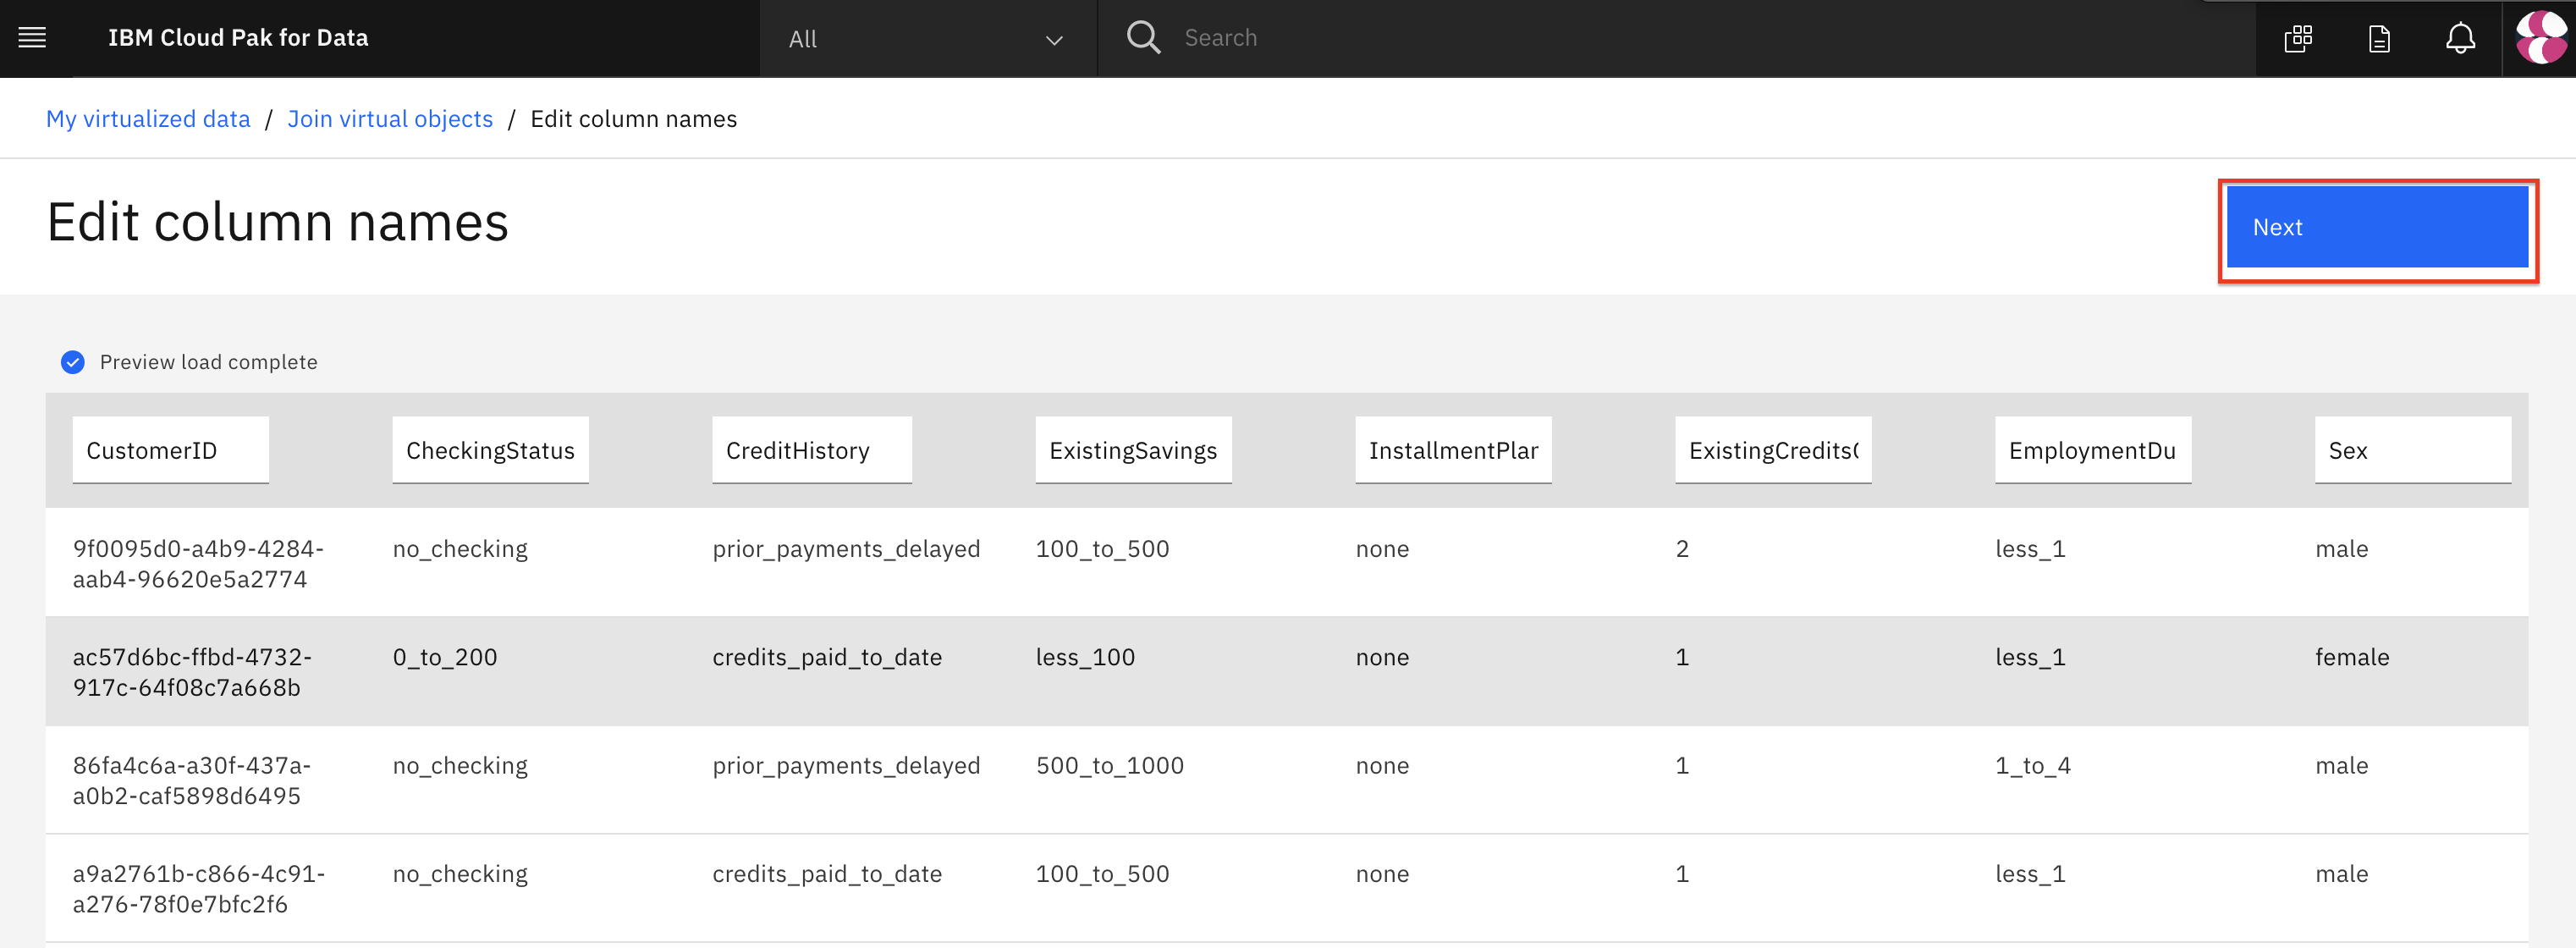 IBM Cloud Pak for Data All Search
My virtualized data / Join virtual objects / Edit column names
Edit column names Next
Preview load complete
CustomerID CheckingStatus CreditHistory ExistingSavings InstallmentPlar ExistingCredits EmploymentDu Sex
9f0095d0-a4b9-4284- no_checking prior_payments_delayed 100_to_500 none 2 less_1 male
aab4-96620e5a2774
ac57d6bc-ffbd-4732- 0_to_200 credits_paid_to_date less_100 none 1 less_1 female
917c-64f08c7a668b
86fa4c6a-a30f-437a- no_checking prior_payments_delayed 500_to_1000 none 1 1_to_4 male
a0b2-caf5898d6495
a9a2761b-c866-4c91- no_checking credits_paid_to_date 100_to_500 none 1 less_1 male
a276-78f0e7bfc2f6